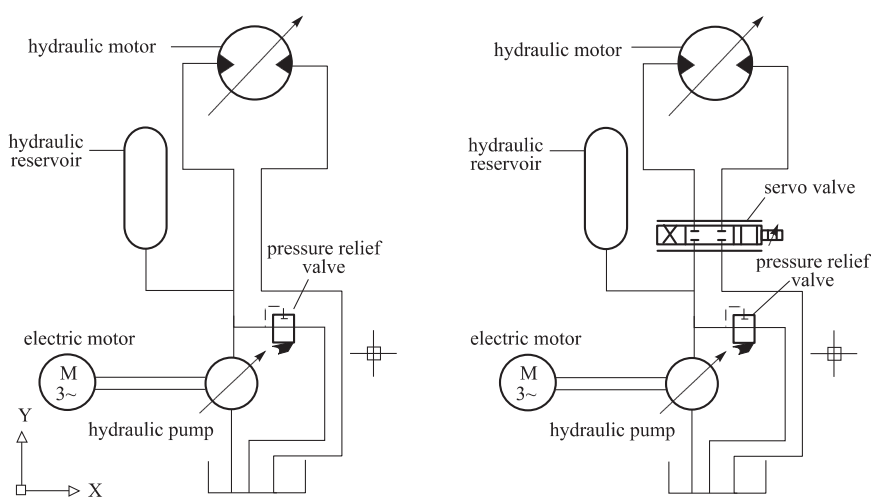 hydraulic motor
hydraulic
reservoir
pressure relief
valve
electric motor
M
3~
hydraulic pump
Y
X
hydraulic motor
hydraulic
reservoir
servo valve
pressure relief
valve
electric motor
M
3~
hydraulic pump